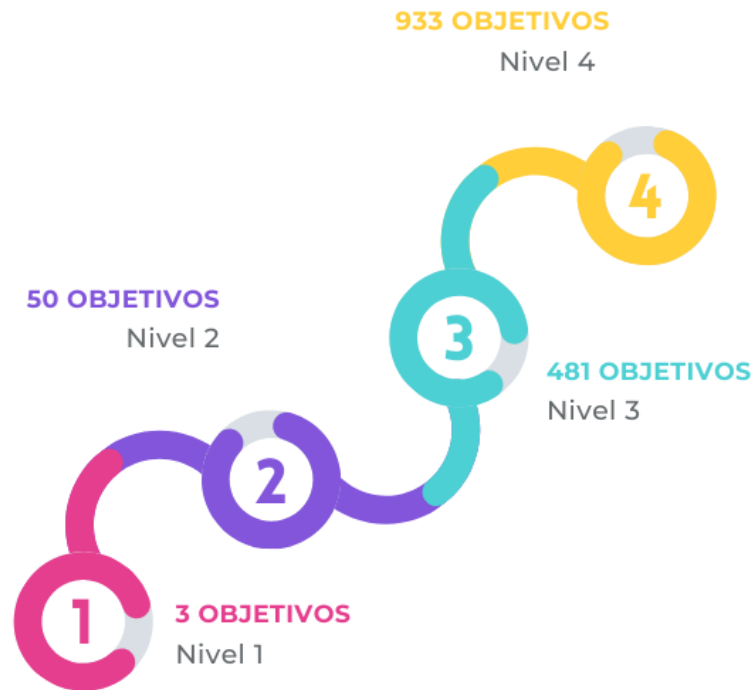 933 OBJETIVOS
Nivel 4
4
50 OBJETIVOS
Nivel 2
3
481 OBJETIVOS
Nivel 3
2
1
3 OBJETIVOS
Nivel 1